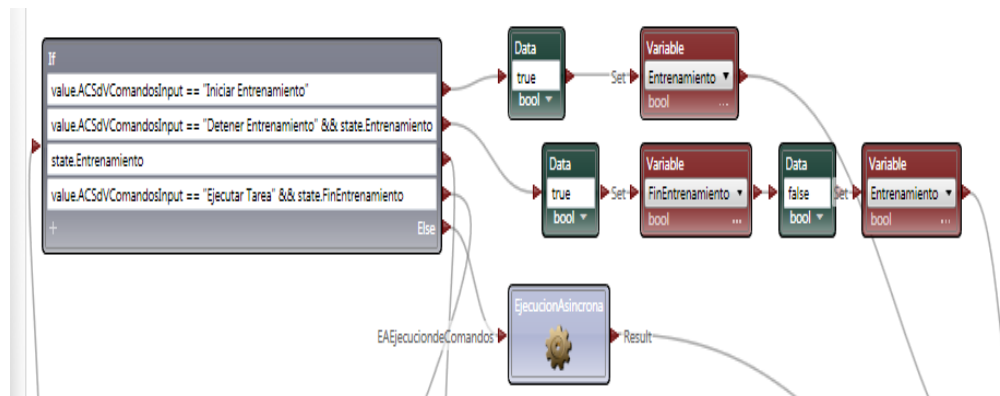 If
value.ACSdVComandosInput == "Iniciar Entrenamiento"
value.ACSdVComandosInput == "Detener Entrenamiento" && state.Entrenamiento
state.Entrenamiento
value.ACSdVComandosInput == "Ejecutar Tarea" && state.FinEntrenamiento
+ Else
Data
true
bool
Set
Variable
Entrenamiento
bool ...
Data
true
bool
Set
Variable
FinEntrenamiento
bool ...
Data
false
bool
Set
Variable
Entrenamiento
bool ...
EAEjecuciondeComandos
EjecucionAsincrona
Result